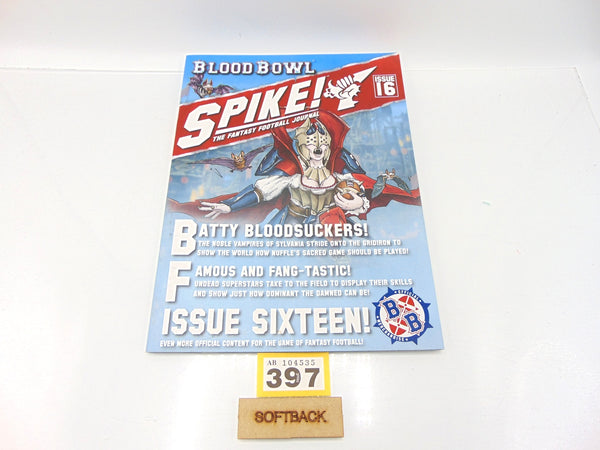 BLOOD BOWL
SPIKE!
THE FANTASY FOOTBALL JOURNAL
ISSUE
16
BATTY BLOODSUCKERS!
THE NOBLE VAMPIRES OF SYLVANIA STRIDE ONTO THE GRIDIRON TO
SHOW THE WORLD HOW NUFFLE'S SACRED GAME SHOULD BE PLAYED!
FAMOUS AND FANG-TASTIC!
UNDEAD SUPERSTARS TAKE TO THE FIELD TO DISPLAY THEIR SKILLS
AND SHOW JUST HOW DOMINANT THE DAMNED CAN BE!
ISSUE SIXTEEN!
EVEN MORE OFFICIAL CONTENT FOR THE GAME OF FANTASY FOOTBALL!
OFFICIAL
BB
MERCHANDISE
AB 104535
397
SOFTBACK